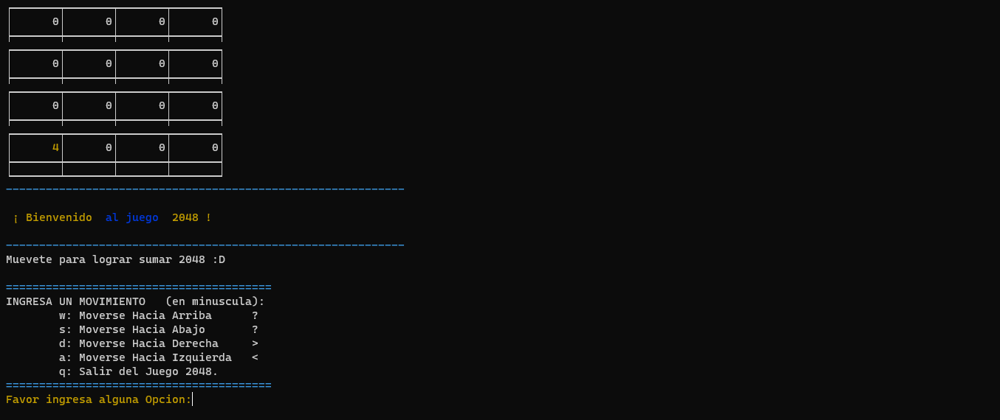 0 0 0 0
0 0 0 0
0 0 0 0
4 0 0 0
------------------------------------------------------------
¡ Bienvenido  al juego  2048 !
------------------------------------------------------------
Muevete para lograr sumar 2048 :D
========================================
INGRESA UN MOVIMIENTO   (en minuscula):
w: Moverse Hacia Arriba      ?
s: Moverse Hacia Abajo       ?
d: Moverse Hacia Derecha     >
a: Moverse Hacia Izquierda   <
q: Salir del Juego 2048.
========================================
Favor ingresa alguna Opcion: